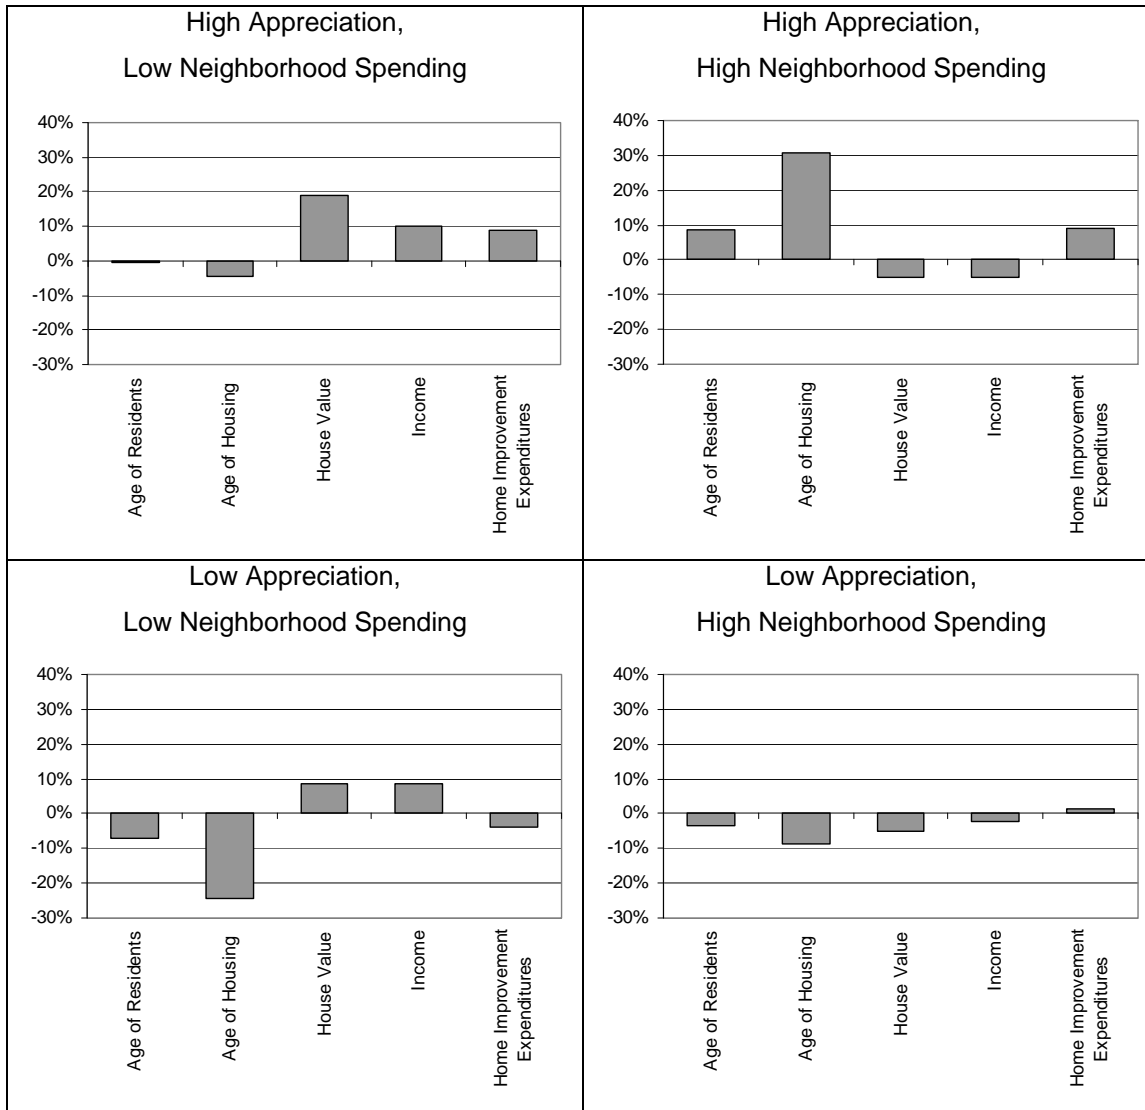 High Appreciation,
Low Neighborhood Spending
40%
30%
20%
10%
0%
-10%
-20%
-30%
Age of Residents
Age of Housing
House Value
Income
Home Improvement
Expenditures
High Appreciation,
High Neighborhood Spending
40%
30%
20%
10%
0%
-10%
-20%
-30%
Age of Residents
Age of Housing
House Value
Income
Home Improvement
Expenditures
Low Appreciation,
Low Neighborhood Spending
40%
30%
20%
10%
0%
-10%
-20%
-30%
Age of Residents
Age of Housing
House Value
Income
Home Improvement
Expenditures
Low Appreciation,
High Neighborhood Spending
40%
30%
20%
10%
0%
-10%
-20%
-30%
Age of Residents
Age of Housing
House Value
Income
Home Improvement
Expenditures